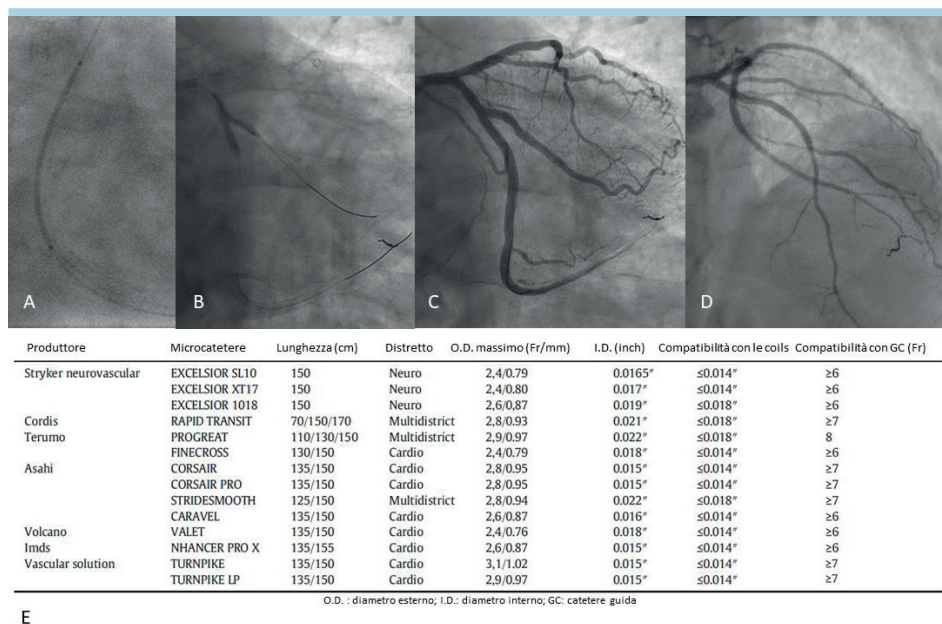 A
B
C
D
Produttore Microcatetere Lunghezza (cm) Distretto O.D. massimo (Fr/mm) I.D. (inch) Compatibilità con le coils Compatibilità con GC (Fr)
Stryker neurovascular EXCELSIOR SL10 150 Neuro 2,4/0.79 0.0165″ ≤0.014″ ≥6
EXCELSIOR XT17 150 Neuro 2,4/0.80 0.017″ ≤0.014″ ≥6
EXCELSIOR 1018 150 Neuro 2,6/0,87 0.019″ ≤0.018″ ≥6
Cordis RAPID TRANSIT 70/150/170 Multidistrict 2,8/0.93 0.021″ ≤0.018″ ≥7
Terumo PROGREAT 110/130/150 Multidistrict 2,9/0.97 0.022″ ≤0.018″ 8
FINECROSS 130/150 Cardio 2,4/0.79 0.018″ ≤0.014″ ≥6
Asahi CORSAIR 135/150 Cardio 2,8/0.95 0.015″ ≤0.014″ ≥7
CORSAIR PRO 135/150 Cardio 2,8/0.95 0.015″ ≤0.014″ ≥7
STRIDESMOOTH 125/150 Multidistrict 2,8/0.94 0.022″ ≤0.018″ ≥7
CARAVEL 135/150 Cardio 2,6/0.87 0.016″ ≤0.014″ ≥6
Volcano VALET 135/150 Cardio 2,4/0.76 0.018″ ≤0.014″ ≥6
Imds NHANCER PRO X 135/155 Cardio 2,6/0.87 0.015″ ≤0.014″ ≥6
Vascular solution TURNPIKE 135/150 Cardio 3,1/1.02 0.015″ ≤0.014″ ≥7
TURNPIKE LP 135/150 Cardio 2,9/0.97 0.015″ ≤0.014″ ≥7
O.D. : diametro esterno; I.D.: diametro interno; GC: catetere guida
E